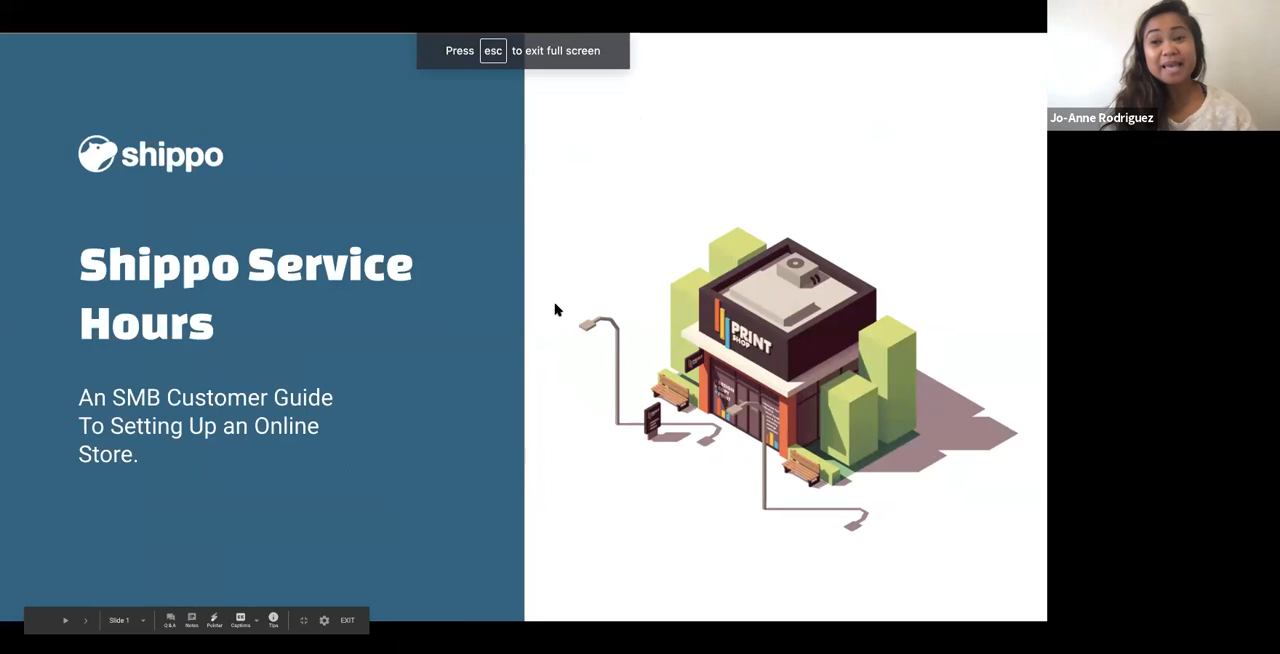 Press esc to exit full screen
Jo-Anne Rodriguez
shippo
Shippo Service
Hours
An SMB Customer Guide
To Setting Up an Online
Store.
PRINT
SHOP
Slide 1
Q&A Notes Pointer Captions Tips
EXIT